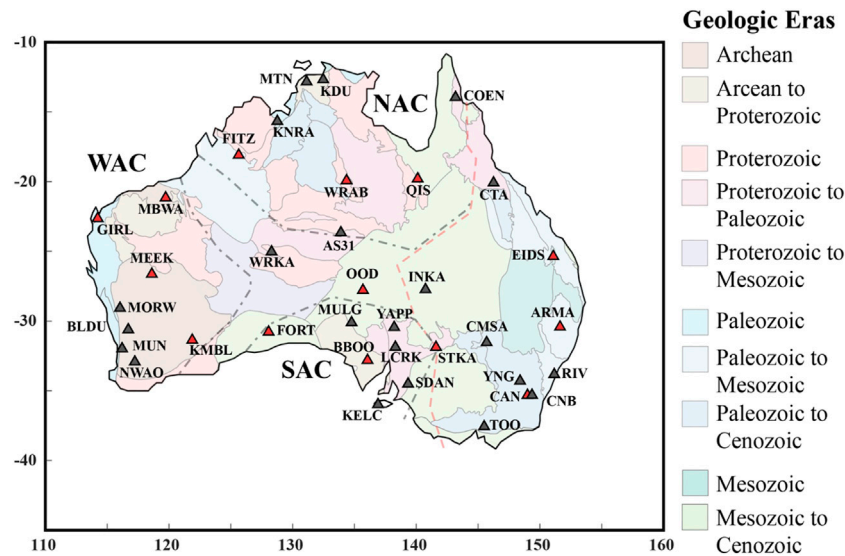 Geologic Eras
Archean
Arcean to
Proterozoic
Proterozoic
Proterozoic to
Paleozoic
Proterozoic to
Mesozoic
Paleozoic
Paleozoic to
Mesozoic
Paleozoic to
Cenozoic
Mesozoic
Mesozoic to
Cenozoic
-10
-20
-30
-40
110
120
130
140
150
160
WAC
NAC
SAC
MTN
KDU
COEN
KNRA
FITZ
WRAB
QIS
CTA
MBWA
GIRL
AS31
WRKA
MEEK
EIDS
OOD
INKA
MORW
MULG
YAPP
BLDU
FORT
CMSA
ARMA
MUN
KMBL
BBOO
LCRK
STKA
NWAO
SDAN
YNG
RIV
CAN
CNB
KELC
TOO